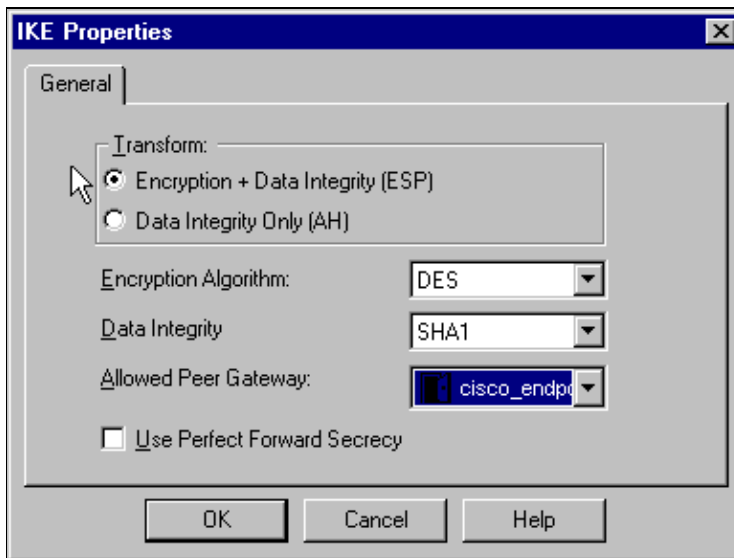 IKE Properties
General
Transform:
Encryption + Data Integrity (ESP)
Data Integrity Only (AH)
Encryption Algorithm: DES
Data Integrity SHA1
Allowed Peer Gateway: cisco_endpo
Use Perfect Forward Secrecy
OK Cancel Help